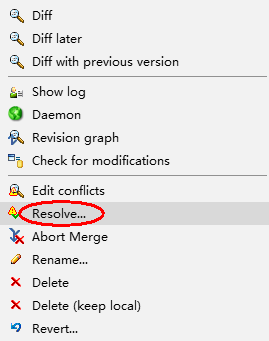 Diff
Diff later
Diff with previous version
Show log
Daemon
Revision graph
Check for modifications
Edit conflicts
Resolve...
Abort Merge
Rename...
Delete
Delete (keep local)
Revert...